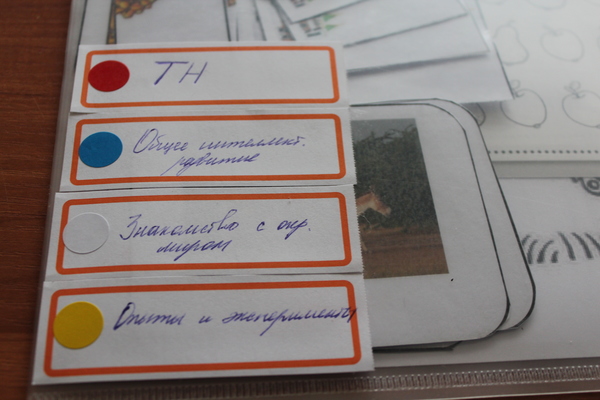 ТН
Общее интеллект.
развитие
Знакомство с окр.
миром
Опыты и эксперименты